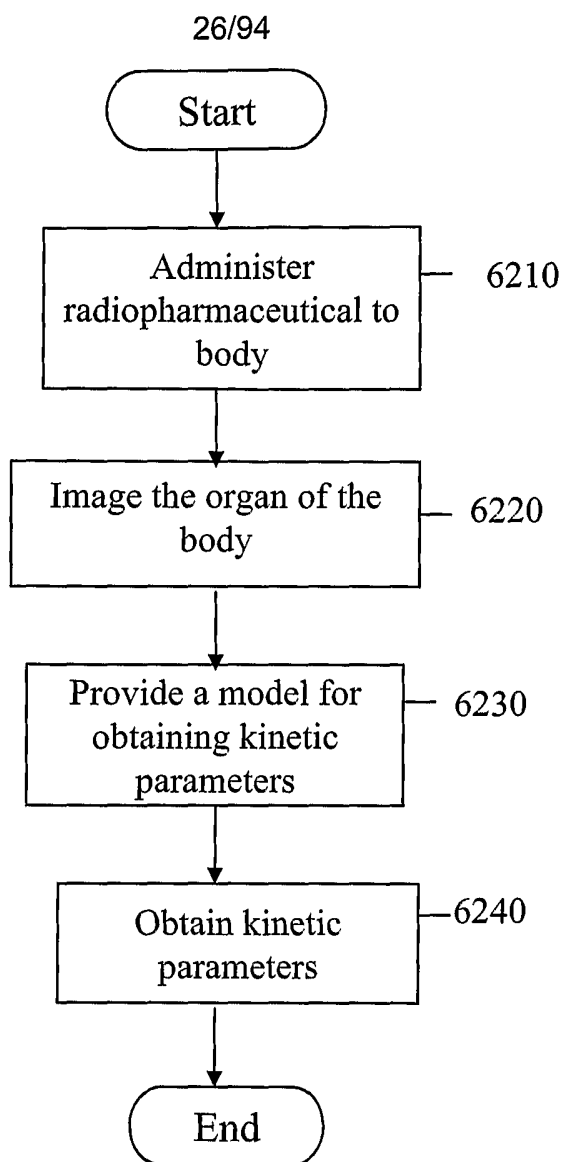 26/94
Start
Administer
radiopharmaceutical to
body
6210
Image the organ of the
body
6220
Provide a model for
obtaining kinetic
parameters
6230
Obtain kinetic
parameters
6240
End